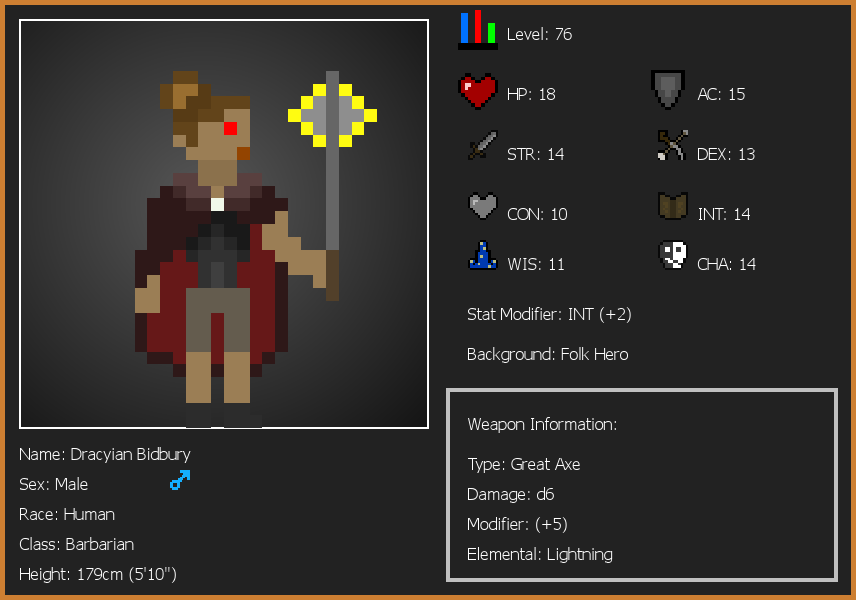 Level: 76
HP: 18
AC: 15
STR: 14
DEX: 13
CON: 10
INT: 14
WIS: 11
CHA: 14
Stat Modifier: INT (+2)
Background: Folk Hero
Weapon Information:
Type: Great Axe
Damage: d6
Modifier: (+5)
Elemental: Lightning
Name: Dracyian Bidbury
Sex: Male
Race: Human
Class: Barbarian
Height: 179cm (5'10")